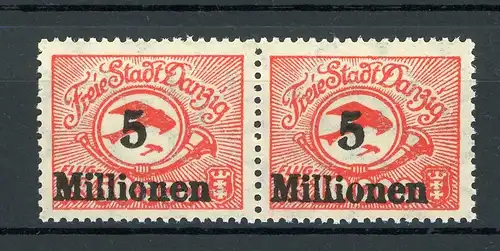 Freie Stadt Danzig
5
Millionen
Freie Stadt Danzig
5
Millionen